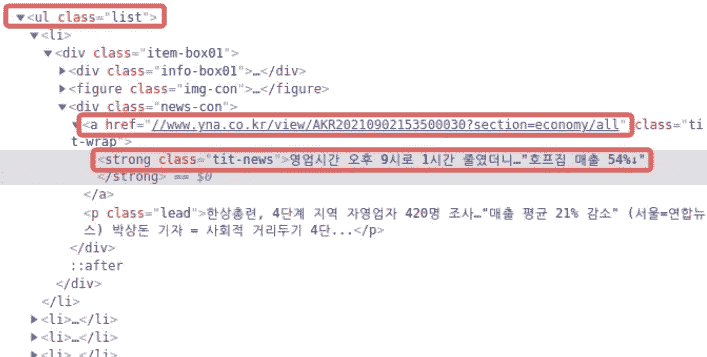 ▼<ul class="list">
▼<li>
▼<div class="item-box01">
▶<div class="info-box01">…</div>
▶<figure class="img-con">…</figure>
▼<div class="news-con">
▼<a href="//www.yna.co.kr/view/AKR20210902153500030?section=economy/all" class="ti
t-wrap">
<strong class="tit-news">영업시간 오후 9시로 1시간 줄였더니…"호프집 매출 54%↓"
</strong> == $0
</a>
<p class="lead">한상총련, 4단계 지역 자영업자 420명 조사…"매출 평균 21% 감소" (서울=연합뉴
스) 박상돈 기자 = 사회적 거리두기 4단...</p>
</div>
::after
</div>
</li>
▶<li>…</li>
▶<li>…</li>
▶<li>…</li>